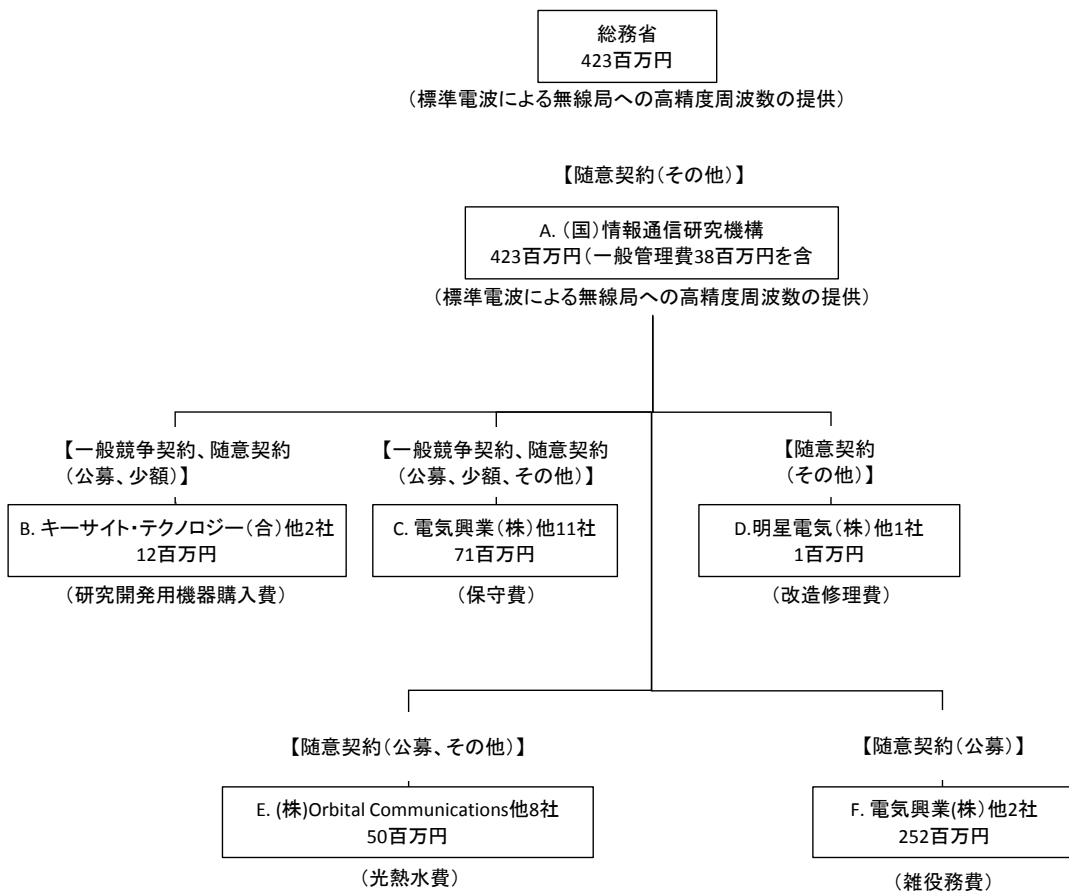 総務省
423百万円
（標準電波による無線局への高精度周波数の提供）
【随意契約（その他）】
A. （国）情報通信研究機構
423百万円（一般管理費38百万円を含
（標準電波による無線局への高精度周波数の提供）
【一般競争契約、随意契約
（公募、少額）】
B. キーサイト・テクノロジー（合）他2社
12百万円
（研究開発用機器購入費）
【一般競争契約、随意契約
（公募、少額、その他）】
C. 電気興業（株）他11社
71百万円
（保守費）
【随意契約
（その他）】
D.明星電気（株）他1社
1百万円
（改造修理費）
【随意契約（公募、その他）】
E. (株)Orbital Communications他8社
50百万円
（光熱水費）
【随意契約（公募）】
F. 電気興業(株）他2社
252百万円
（雑役務費）